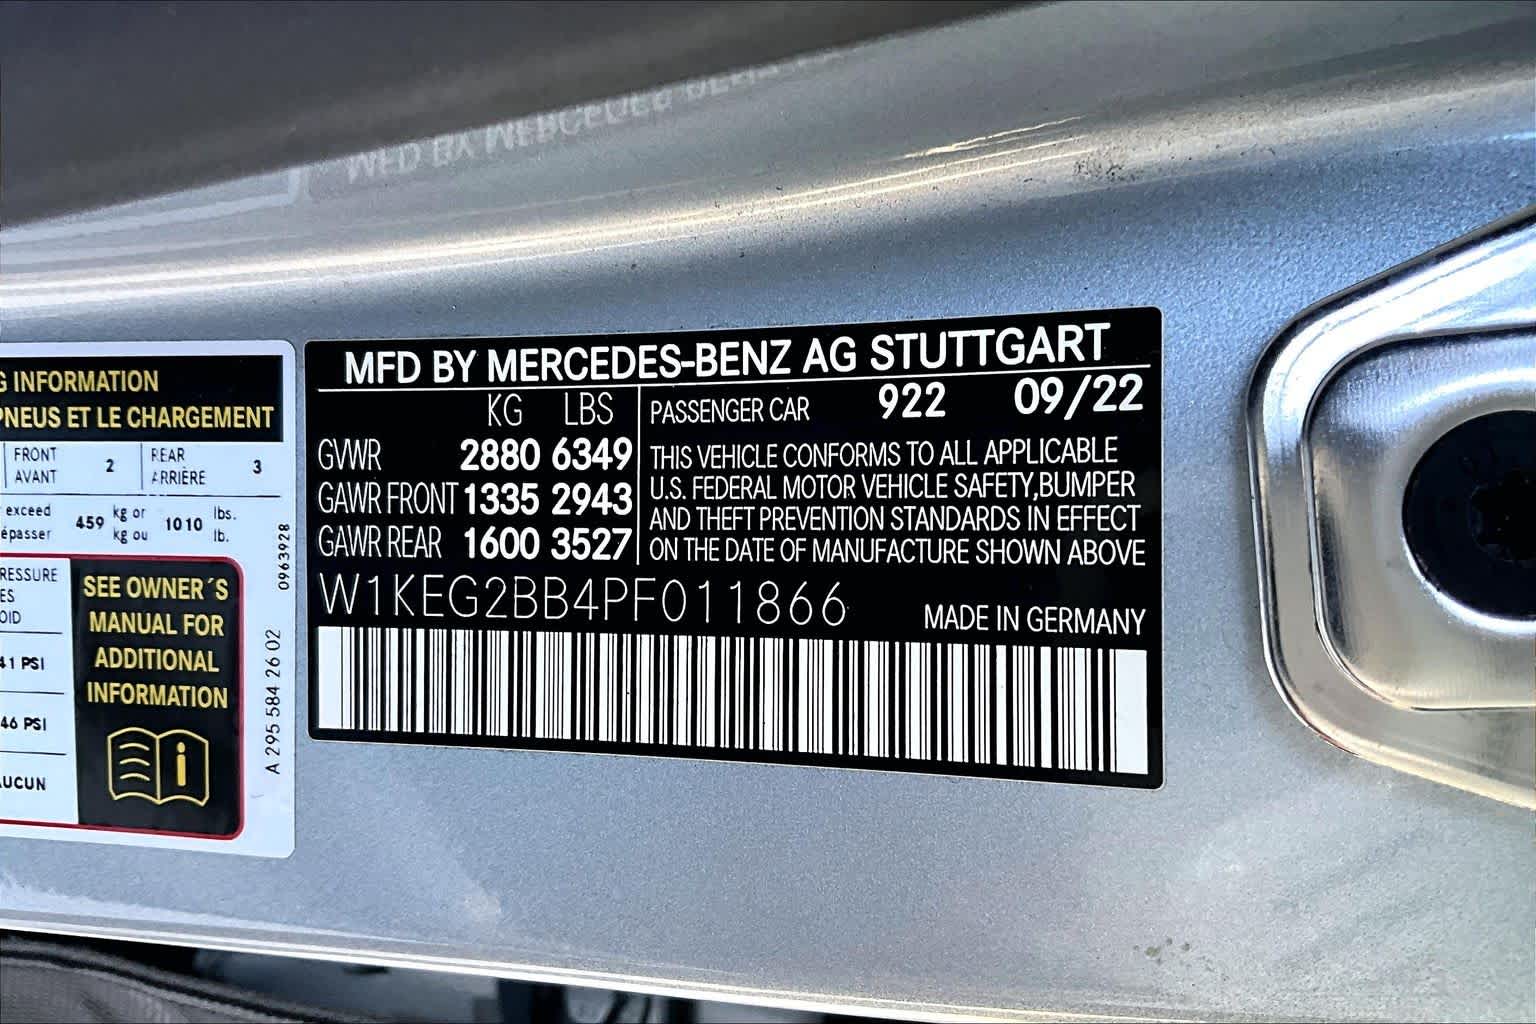 MFD BY MERCEDES-BENZ AG STUTTGART
KG LBS
GVWR 2880 6349
GAWR FRONT 1335 2943
GAWR REAR 1600 3527
PASSENGER CAR 922 09/22
THIS VEHICLE CONFORMS TO ALL APPLICABLE
U.S. FEDERAL MOTOR VEHICLE SAFETY,BUMPER
AND THEFT PREVENTION STANDARDS IN EFFECT
ON THE DATE OF MANUFACTURE SHOWN ABOVE
W1KEG2BB4PF011866
MADE IN GERMANY
G INFORMATION
PNEUS ET LE CHARGEMENT
FRONT
AVANT 2
REAR
ARRIÈRE 3
exceed
épasser 459 kg or
kg ou 1010 lbs.
lb.
RESSURE
ES
OID
41 PSI
46 PSI
AUCUN
SEE OWNER´S
MANUAL FOR
ADDITIONAL
INFORMATION
i
0963928
A 295 584 26 02